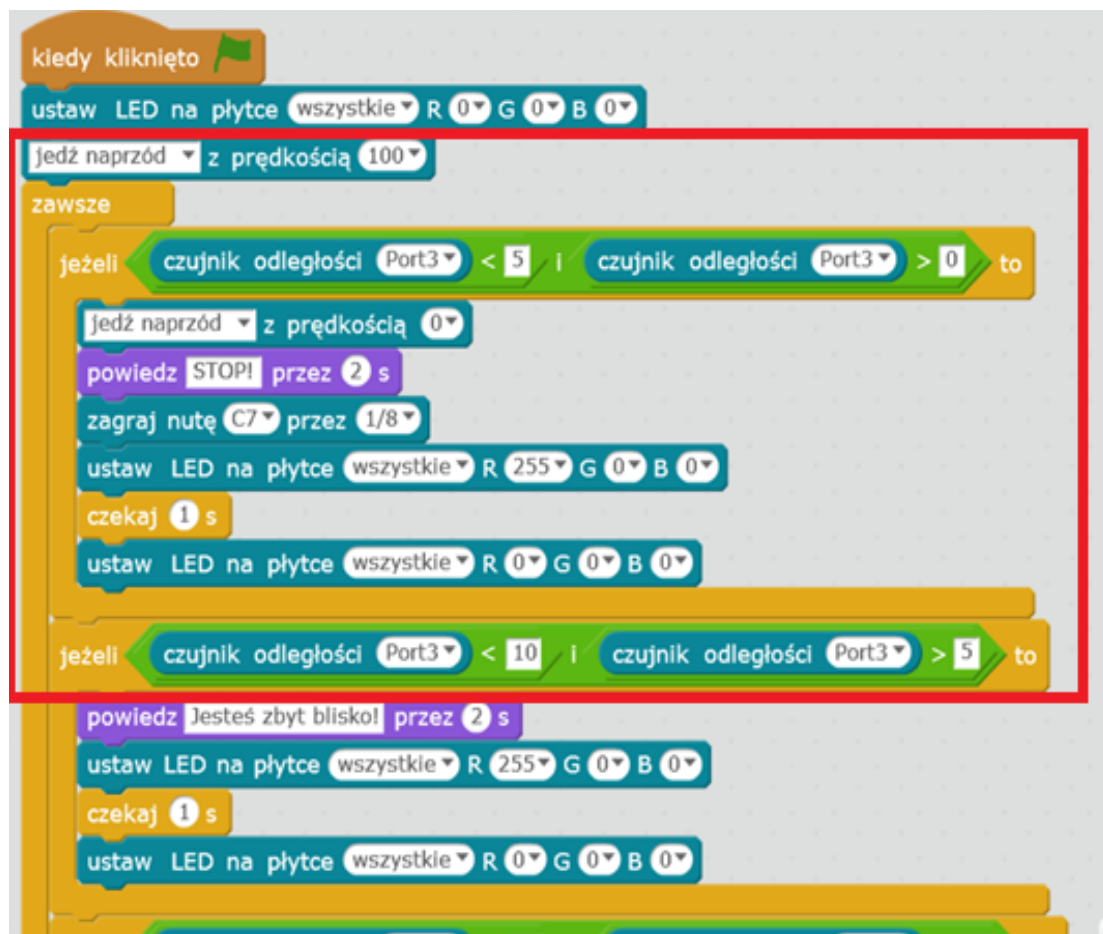 kiedy kliknięto
ustaw LED na płytce wszystkie R 0 G 0 B 0
jedź naprzód z prędkością 100
zawsze
jeżeli czujnik odległości Port3 < 5 i czujnik odległości Port3 > 0 to
jedź naprzód z prędkością 0
powiedz STOP! przez 2 s
zagraj nutę C7 przez 1/8
ustaw LED na płytce wszystkie R 255 G 0 B 0
czekaj 1 s
ustaw LED na płytce wszystkie R 0 G 0 B 0
jeżeli czujnik odległości Port3 < 10 i czujnik odległości Port3 > 5 to
powiedz Jesteś zbyt blisko! przez 2 s
ustaw LED na płytce wszystkie R 255 G 0 B 0
czekaj 1 s
ustaw LED na płytce wszystkie R 0 G 0 B 0